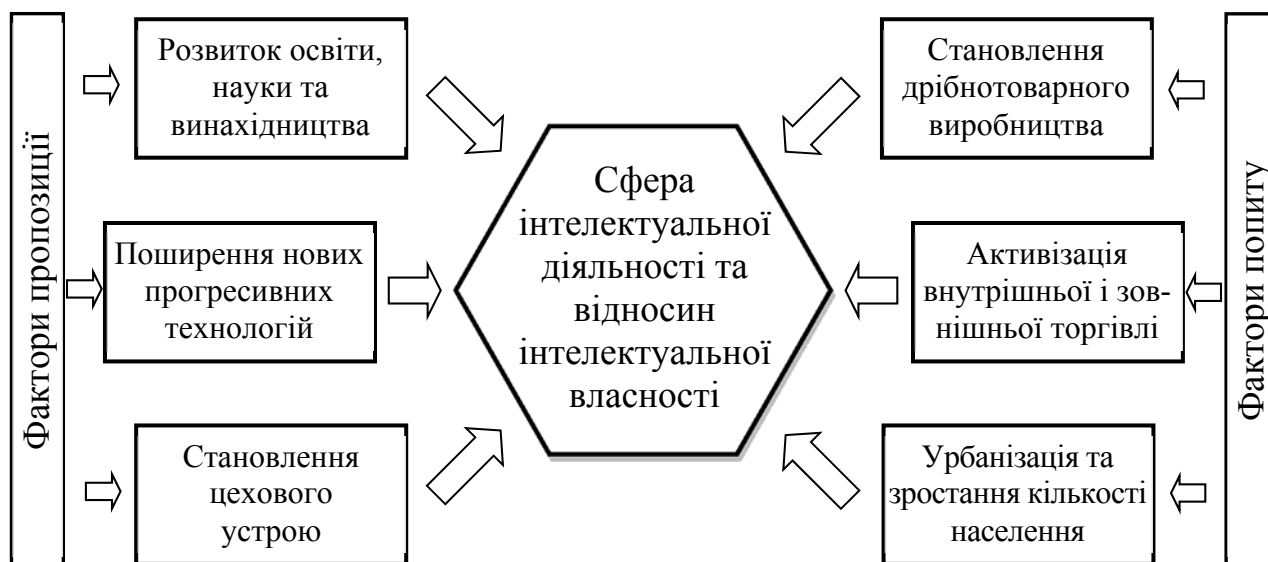 Фактори пропозиції
Розвиток освіти,
науки та
винахідництва
Поширення нових
прогресивних
технологій
Становлення
цехового
устрою
Сфера
інтелектуальної
діяльності та
відносин
інтелектуальної
власності
Становлення
дрібнотоварного
виробництва
Активізація
внутрішньої і зов-
нішньої торгівлі
Урбанізація та
зростання кількості
населення
Фактори попиту